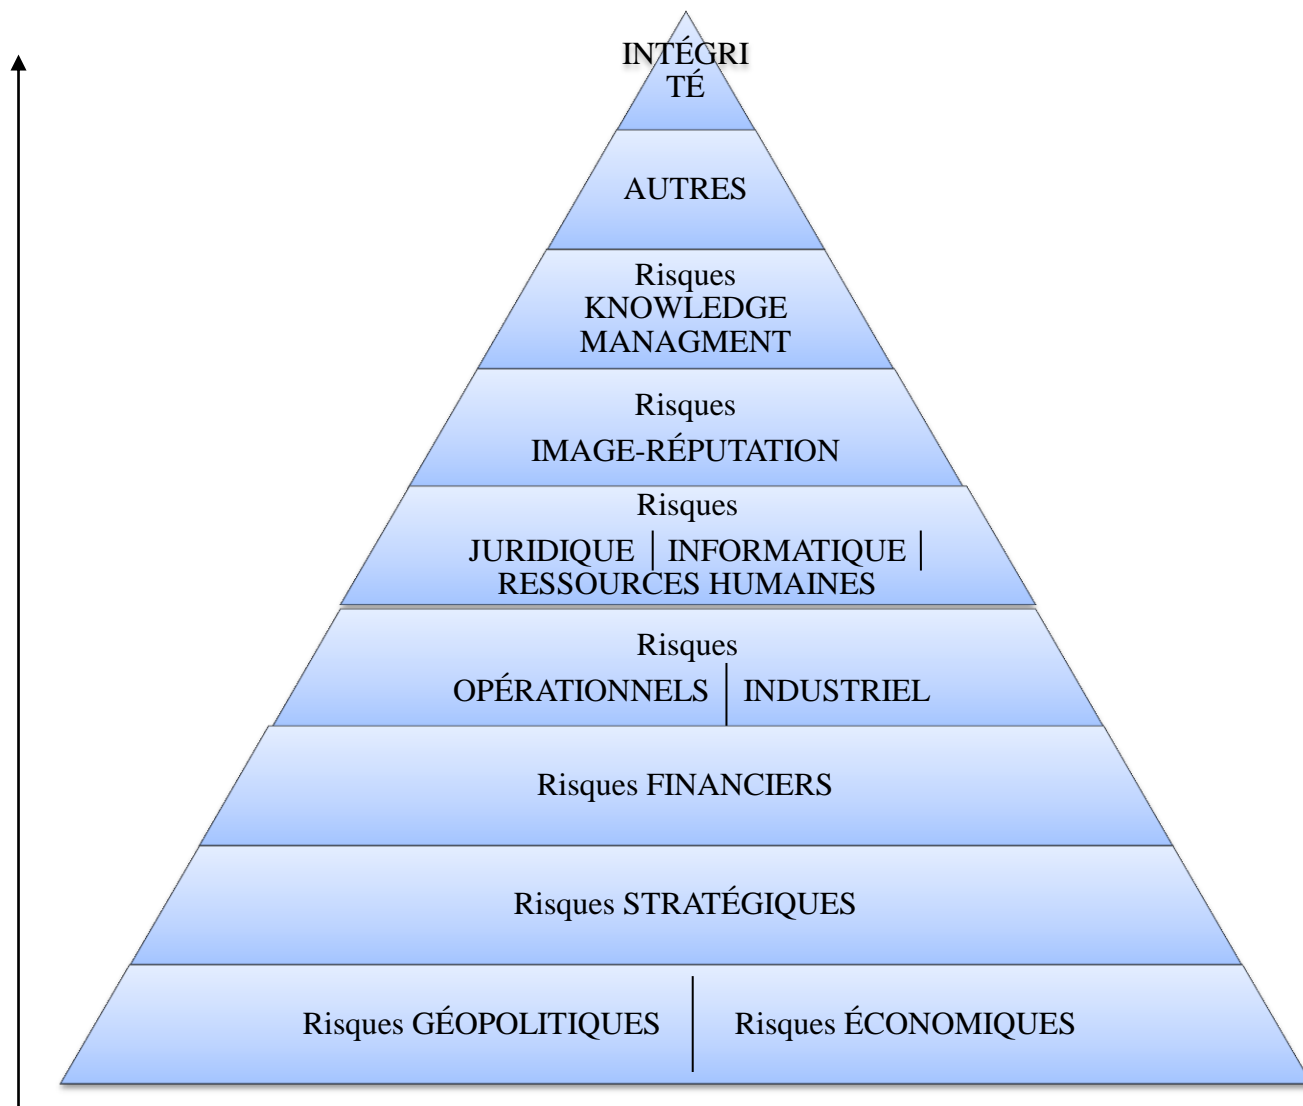 INTÉGRI
TÉ
AUTRES
Risques
KNOWLEDGE
MANAGMENT
Risques
IMAGE-RÉPUTATION
Risques
JURIDIQUE | INFORMATIQUE |
RESSOURCES HUMAINES
Risques
OPÉRATIONNELS | INDUSTRIEL
Risques FINANCIERS
Risques STRATÉGIQUES
Risques GÉOPOLITIQUES | Risques ÉCONOMIQUES